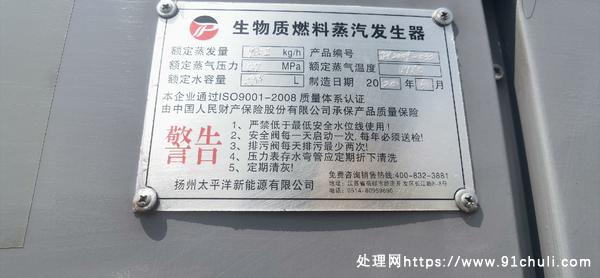 TP
生物质燃料蒸汽发生器
额定蒸发量 kg/h 产品编号
额定蒸气压力 MPa 额定蒸气温度
额定水容量 L 制造日期 20 年 月
本企业通过ISO9001-2008质量体系认证
由中国人民财产保险股份有限公司承保产品质量保险
警告
1、严禁低于最低安全水位线使用!
2、安全阀每一天启动一次,每年必须送检!
3、排污阀每天排污最少两次!
4、压力表存水弯管应定期折下清洗
5、定期清灰!
扬州太平洋新能源有限公司
免费咨询销售热线:400-832-3881
电话:0514-80959696
处理网https://www.91chuli.com/